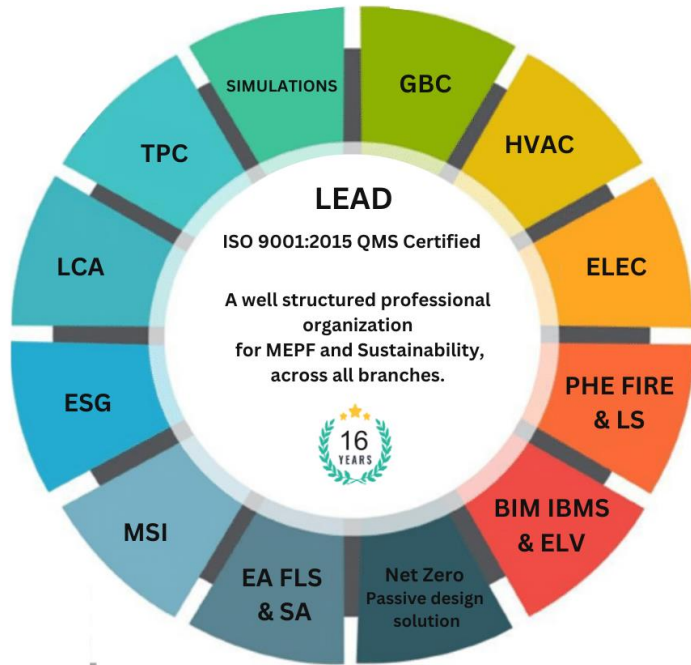 SIMULATIONS
GBC
HVAC
ELEC
PHE FIRE
& LS
BIM IBMS
& ELV
Net Zero
Passive design
solution
EA FLS
& SA
MSI
ESG
LCA
TPC
LEAD
ISO 9001:2015 QMS Certified
A well structured professional
organization
for MEPF and Sustainability,
across all branches.
16
YEARS